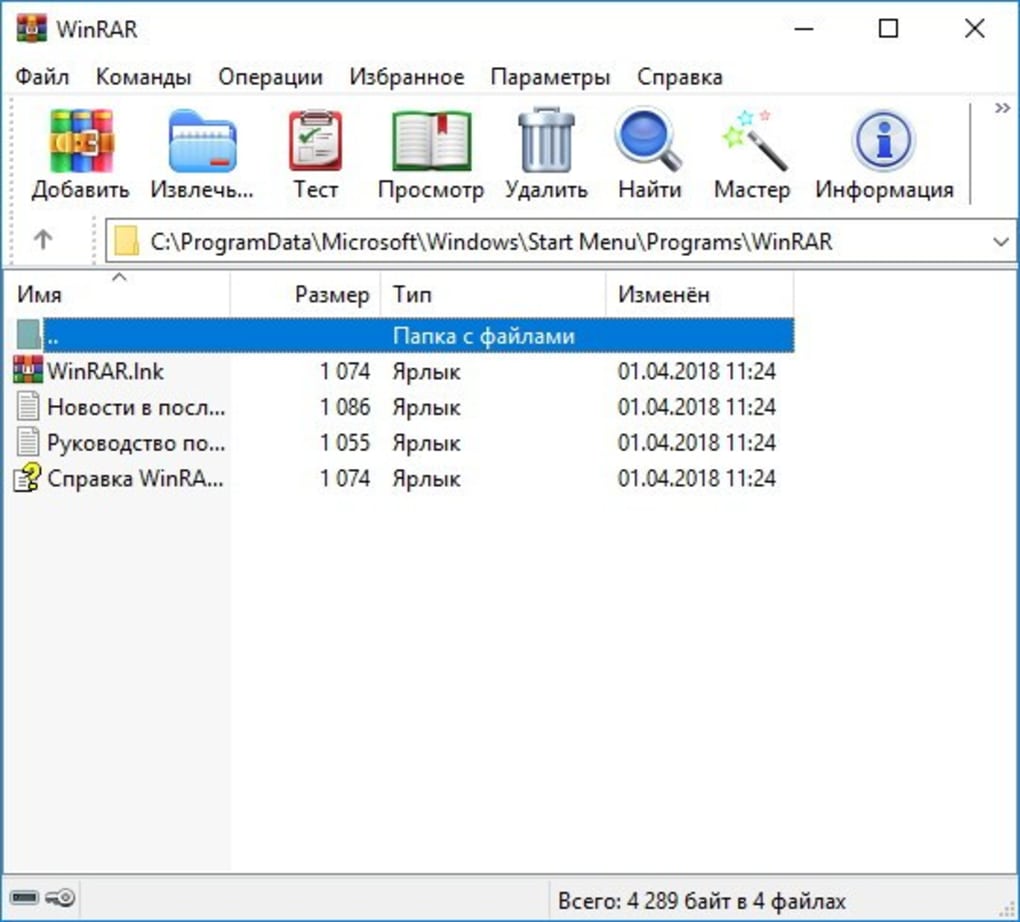 WinRAR
Файл Команды Операции Избранное Параметры Справка
Добавить Извлечь... Тест Просмотр Удалить Найти Мастер Информация
C:\ProgramData\Microsoft\Windows\Start Menu\Programs\WinRAR
Имя Размер Тип Изменён
.. Папка с файлами
WinRAR.lnk 1 074 Ярлык 01.04.2018 11:24
Новости в посл... 1 086 Ярлык 01.04.2018 11:24
Руководство по... 1 055 Ярлык 01.04.2018 11:24
Справка WinRA... 1 074 Ярлык 01.04.2018 11:24
Всего: 4 289 байт в 4 файлах